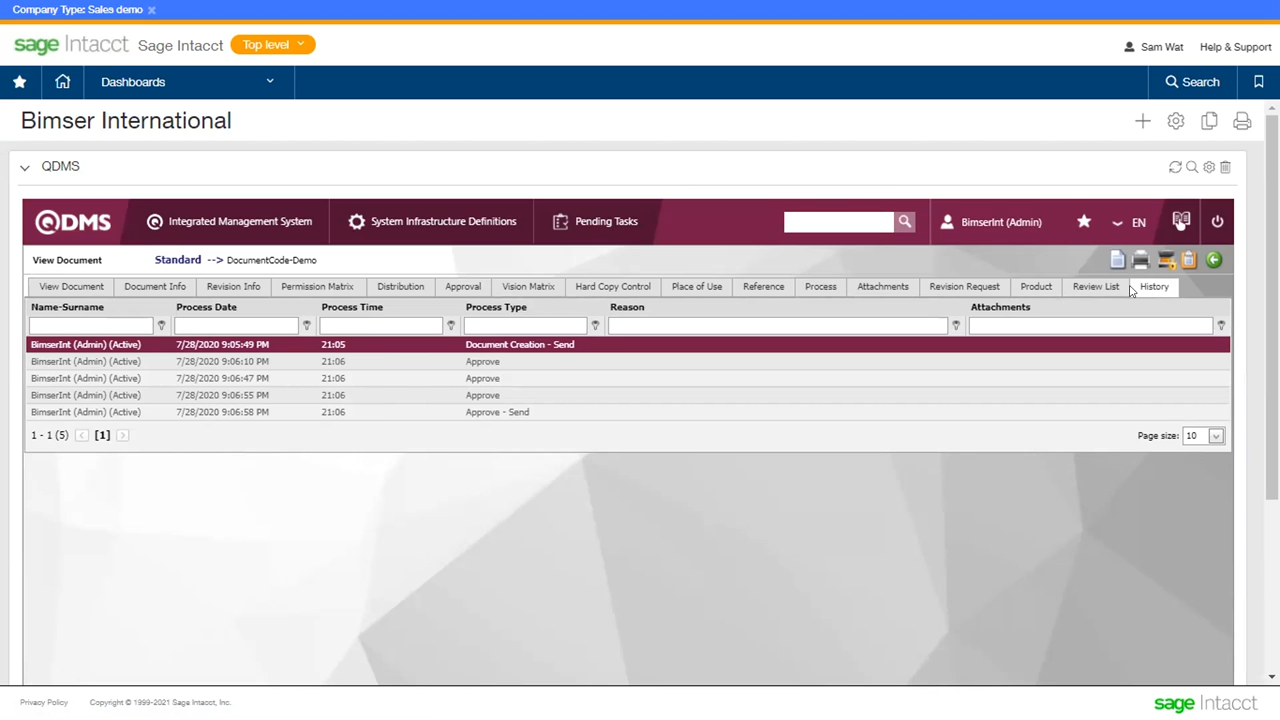 Company Type: Sales demo ×
sage Intacct Sage Intacct Top level
Sam Wat Help & Support
Dashboards Search
Bimser International
QDMS
QDMS Integrated Management System System Infrastructure Definitions Pending Tasks BimserInt (Admin) EN
View Document Standard --> DocumentCode-Demo
View Document Document Info Revision Info Permission Matrix Distribution Approval Vision Matrix Hard Copy Control Place of Use Reference Process Attachments Revision Request Product Review List History
Name-Surname Process Date Process Time Process Type Reason Attachments
BimserInt (Admin) (Active) 7/28/2020 9:05:49 PM 21:05 Document Creation - Send
BimserInt (Admin) (Active) 7/28/2020 9:06:10 PM 21:06 Approve
BimserInt (Admin) (Active) 7/28/2020 9:06:47 PM 21:06 Approve
BimserInt (Admin) (Active) 7/28/2020 9:06:55 PM 21:06 Approve
BimserInt (Admin) (Active) 7/28/2020 9:06:58 PM 21:06 Approve - Send
1 - 1 (5) < [1] > Page size: 10
Privacy Policy Copyright © 1999-2021 Sage Intacct, Inc. sage Intacct